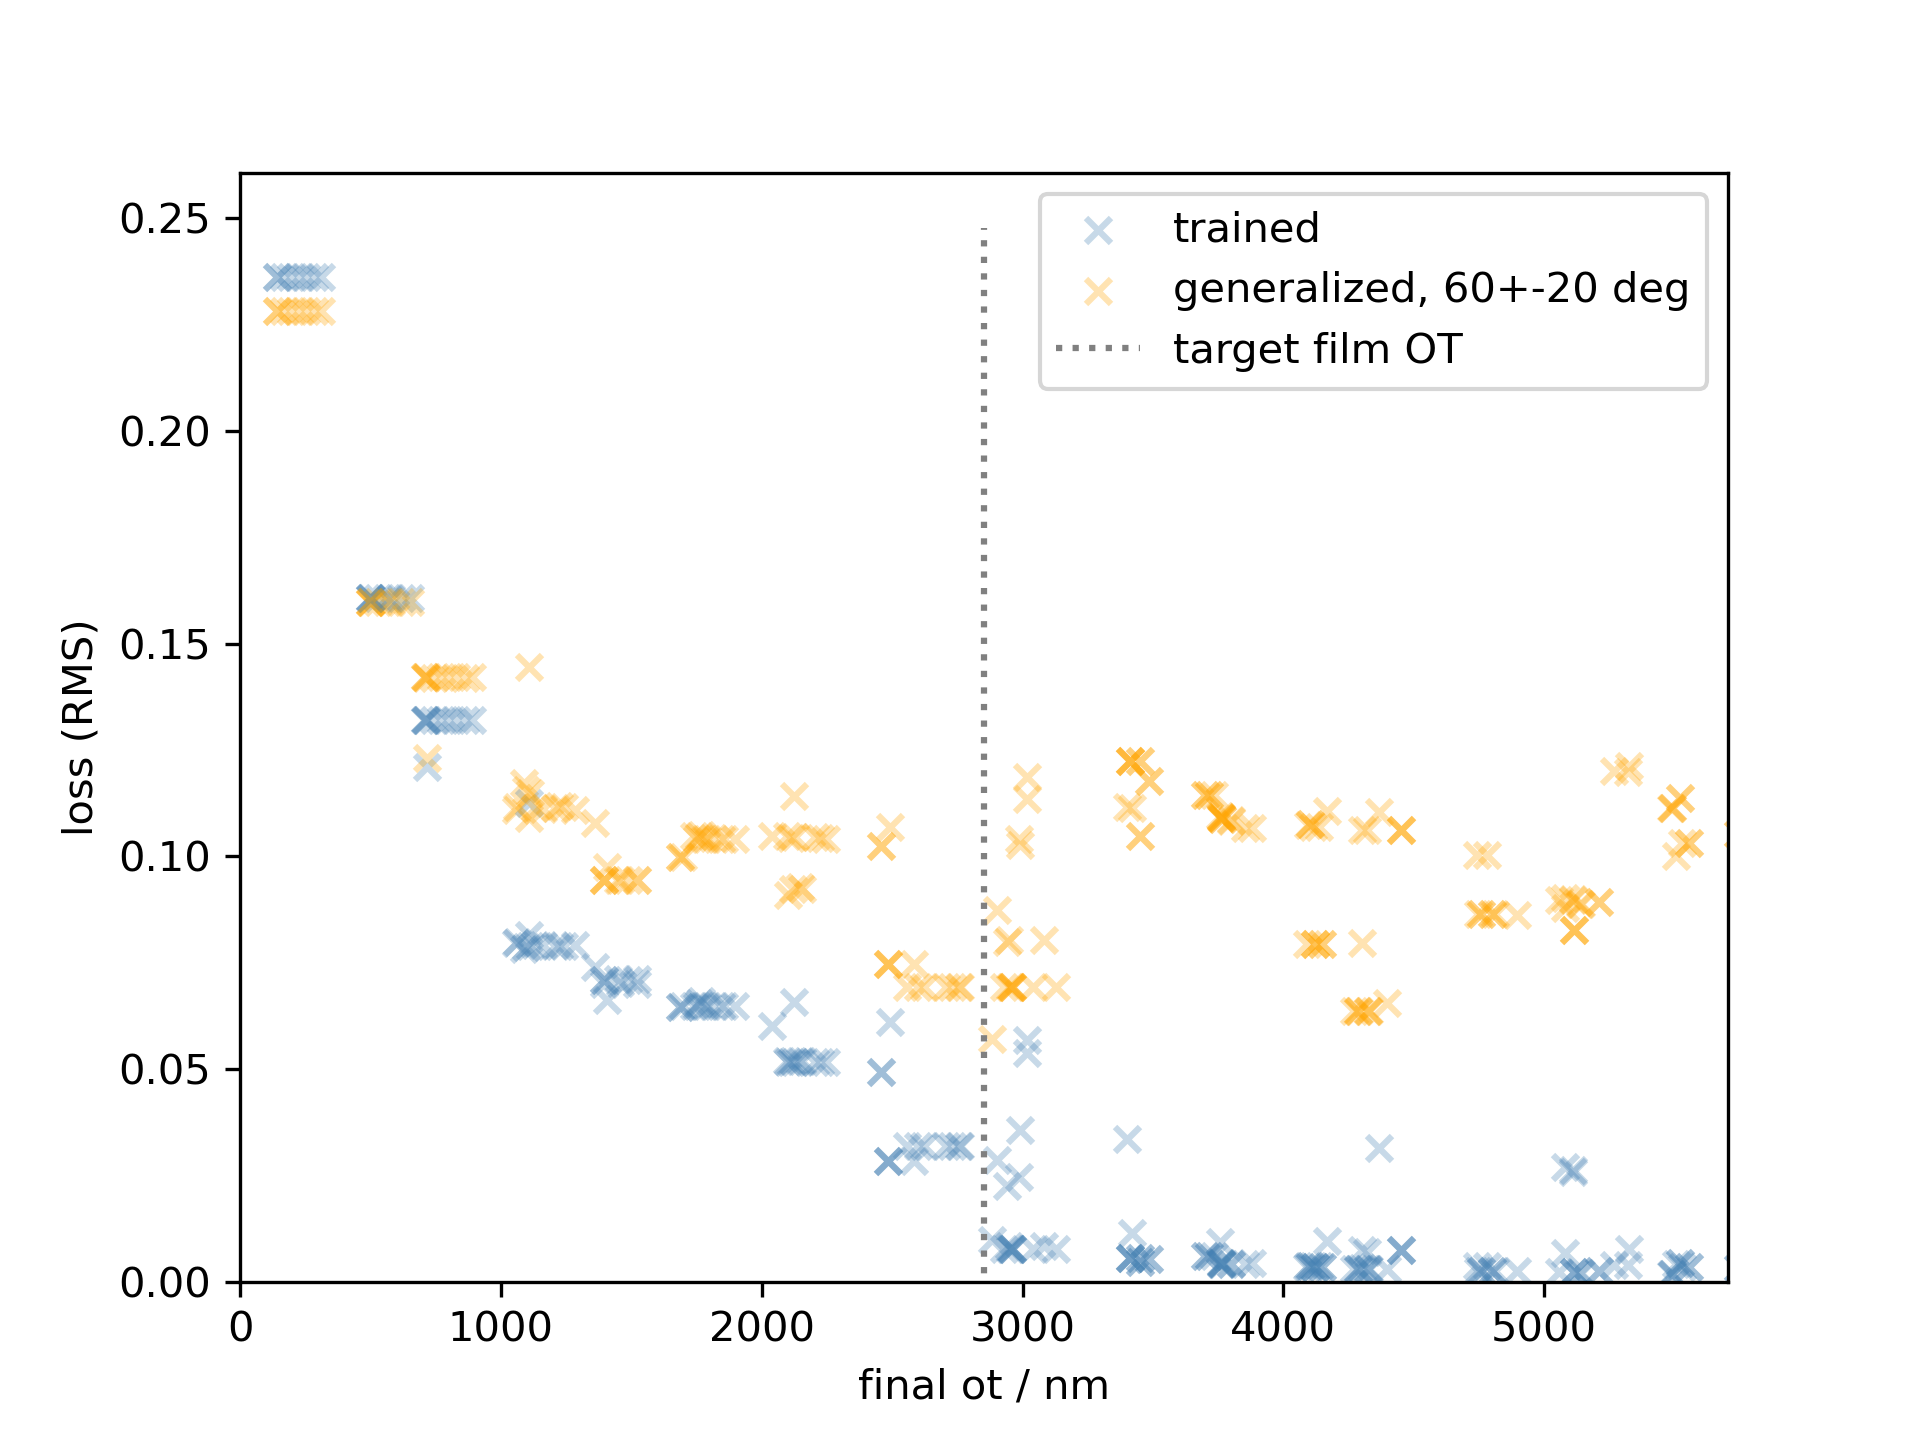 trained
generalized, 60+-20 deg
target film OT
0.25
0.20
0.15
0.10
0.05
0.00
loss (RMS)
0 1000 2000 3000 4000 5000
final ot / nm